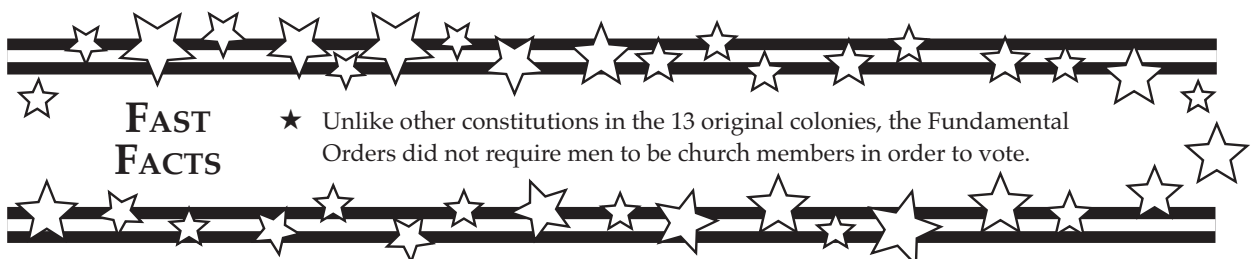 FAST
FACTS
★ Unlike other constitutions in the 13 original colonies, the Fundamental
Orders did not require men to be church members in order to vote.